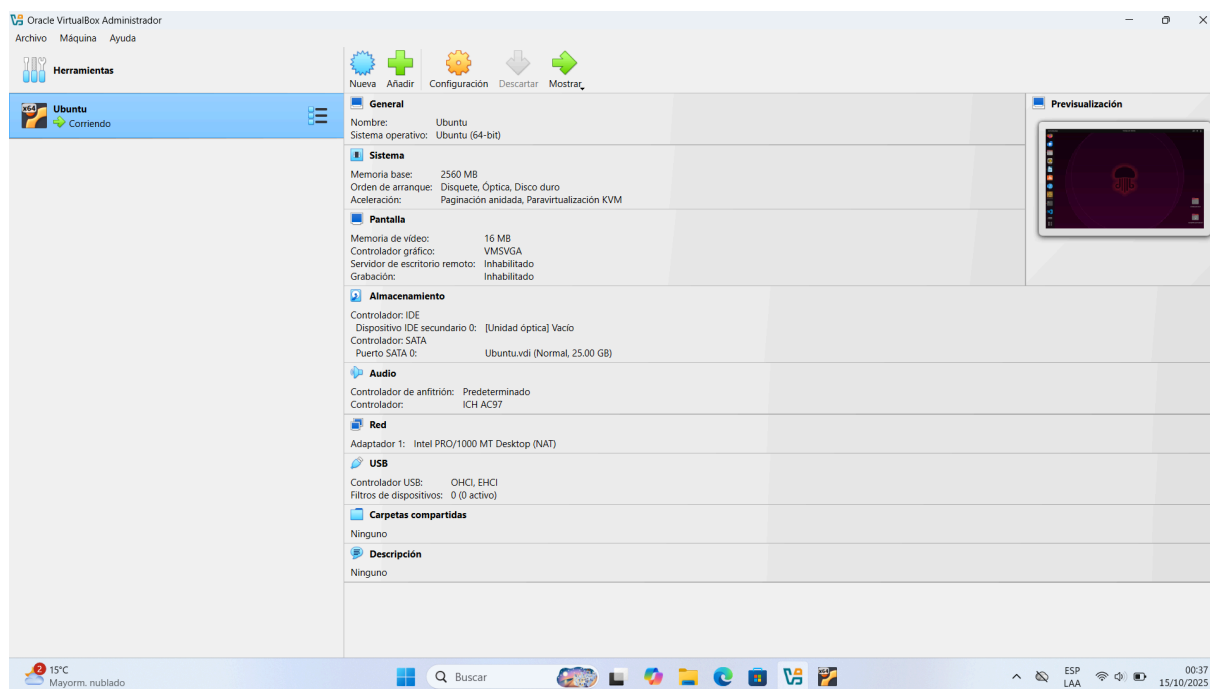 Oracle VirtualBox Administrador
Archivo Máquina Ayuda
Herramientas
Nueva Añadir Configuración Descartar Mostrar
x64 Ubuntu
Corriendo
General
Nombre: Ubuntu
Sistema operativo: Ubuntu (64-bit)
Previsualización
Sistema
Memoria base: 2560 MB
Orden de arranque: Disquete, Óptica, Disco duro
Aceleración: Paginación anidada, Paravirtualización KVM
Pantalla
Memoria de vídeo: 16 MB
Controlador gráfico: VMSVGA
Servidor de escritorio remoto: Inhabilitado
Grabación: Inhabilitado
Almacenamiento
Controlador: IDE
Dispositivo IDE secundario 0: [Unidad óptica] Vacío
Controlador: SATA
Puerto SATA 0: Ubuntu.vdi (Normal, 25.00 GB)
Audio
Controlador de anfitrión: Predeterminado
Controlador: ICH AC97
Red
Adaptador 1: Intel PRO/1000 MT Desktop (NAT)
USB
Controlador USB: OHCI, EHCI
Filtros de dispositivos: 0 (0 activo)
Carpetas compartidas
Ninguno
Descripción
Ninguno
2 15°C
Mayorm. nublado
Buscar
x64
ESP
LAA
00:37
15/10/2025